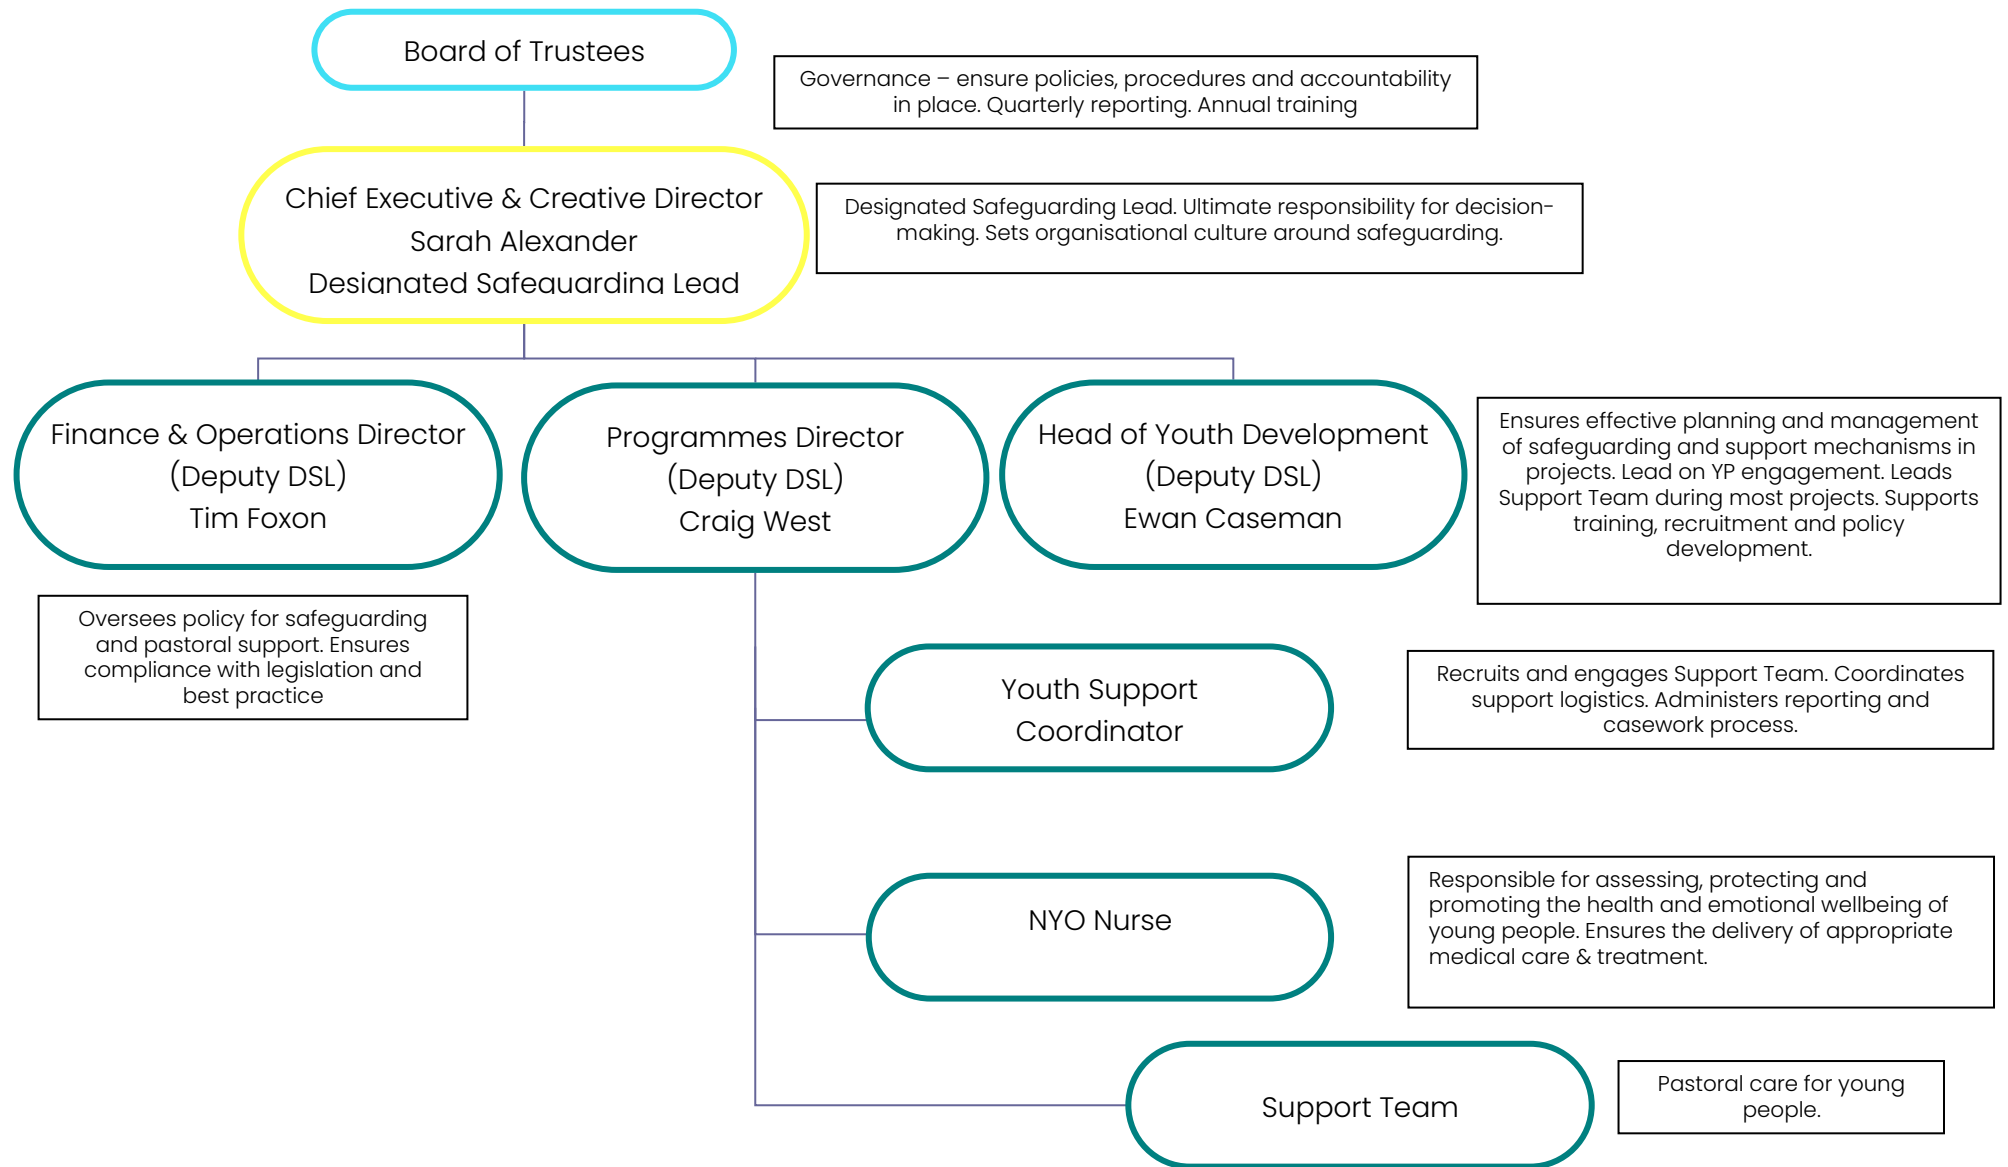 Board of Trustees
Governance – ensure policies, procedures and accountability
in place. Quarterly reporting. Annual training
Chief Executive & Creative Director
Sarah Alexander
Designated Safeguarding Lead
Designated Safeguarding Lead. Ultimate responsibility for decision-
making. Sets organisational culture around safeguarding.
Finance & Operations Director
(Deputy DSL)
Tim Foxon
Programmes Director
(Deputy DSL)
Craig West
Head of Youth Development
(Deputy DSL)
Ewan Caseman
Ensures effective planning and management
of safeguarding and support mechanisms in
projects. Lead on YP engagement. Leads
Support Team during most projects. Supports
training, recruitment and policy
development.
Oversees policy for safeguarding
and pastoral support. Ensures
compliance with legislation and
best practice
Youth Support
Coordinator
Recruits and engages Support Team. Coordinates
support logistics. Administers reporting and
casework process.
NYO Nurse
Responsible for assessing, protecting and
promoting the health and emotional wellbeing of
young people. Ensures the delivery of appropriate
medical care & treatment.
Support Team
Pastoral care for young
people.